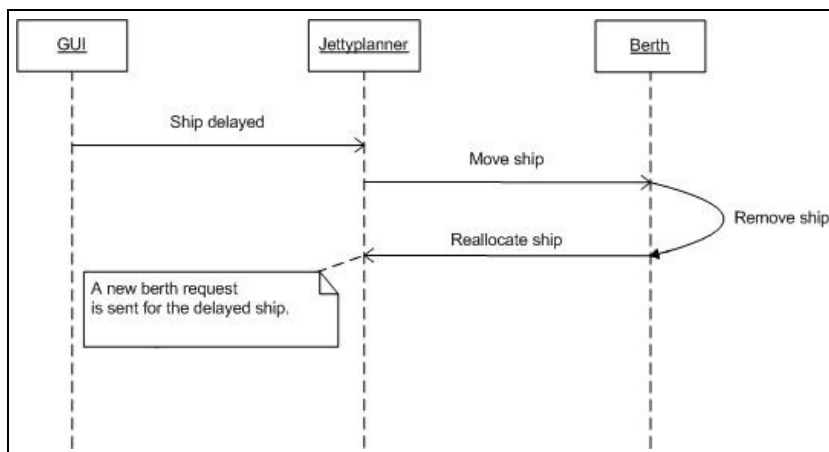 GUI
Jettyplanner
Berth
Ship delayed
Move ship
Remove ship
Reallocate ship
A new berth request
is sent for the delayed ship.